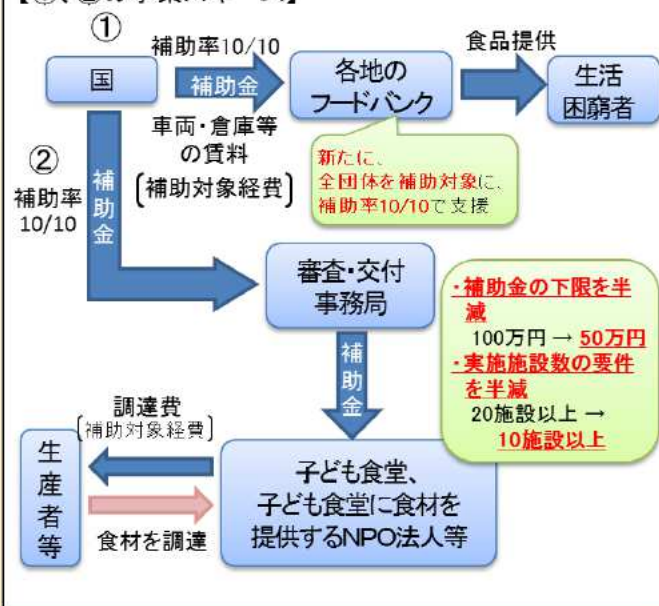 ①
補助率10/10
食品提供
国
補助金
各地の
フードバンク
生活
困窮者
車両・倉庫等
の賃料
〔補助対象経費〕
新たに、
全団体を補助対象に、
補助率10/10で支援
②
補助率
10/10
補助金
審査・交付
事務局
・補助金の下限を半
減
100万円 → 50万円
・実施施設数の要件
を半減
20施設以上 →
10施設以上
補助金
調達費
〔補助対象経費〕
生産者等
食材を調達
子ども食堂、
子ども食堂に食材を
提供するNPO法人等